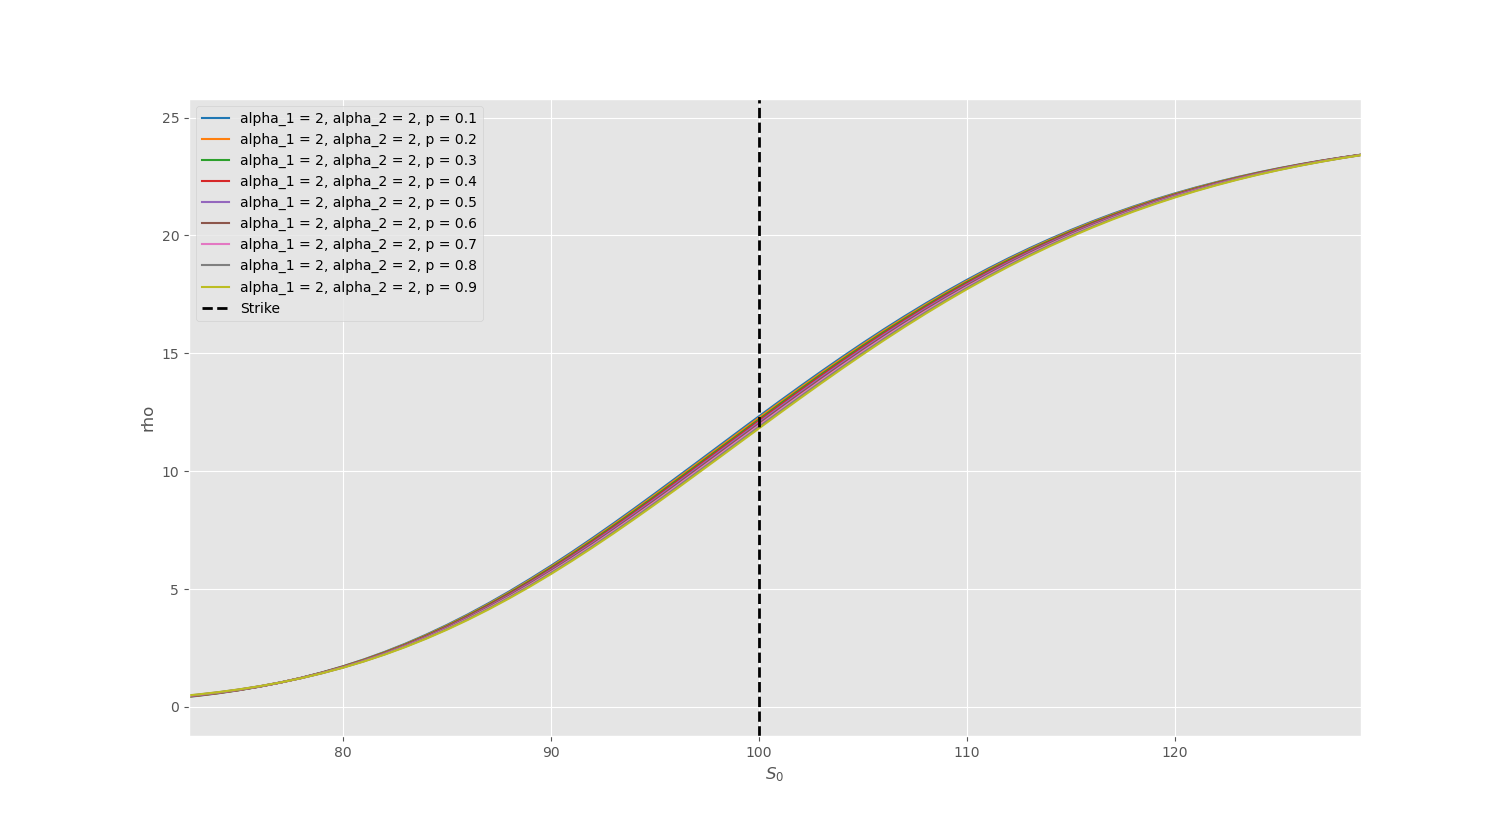 alpha_1 = 2, alpha_2 = 2, p = 0.1
alpha_1 = 2, alpha_2 = 2, p = 0.2
alpha_1 = 2, alpha_2 = 2, p = 0.3
alpha_1 = 2, alpha_2 = 2, p = 0.4
alpha_1 = 2, alpha_2 = 2, p = 0.5
alpha_1 = 2, alpha_2 = 2, p = 0.6
alpha_1 = 2, alpha_2 = 2, p = 0.7
alpha_1 = 2, alpha_2 = 2, p = 0.8
alpha_1 = 2, alpha_2 = 2, p = 0.9
Strike
25
20
15
10
5
0
rho
80 90 100 110 120
S₀